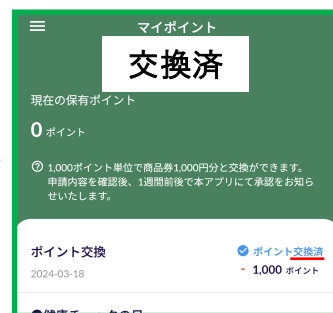 マイポイント
交換済
現在の保有ポイント
0 ポイント
1,000ポイント単位で商品券1,000円分と交換ができます。
申請内容を確認後、1週間前後で本アプリにて承認をお知ら
せいたします。
ポイント交換
ポイント交換済
2024-03-18
- 1,000 ポイント